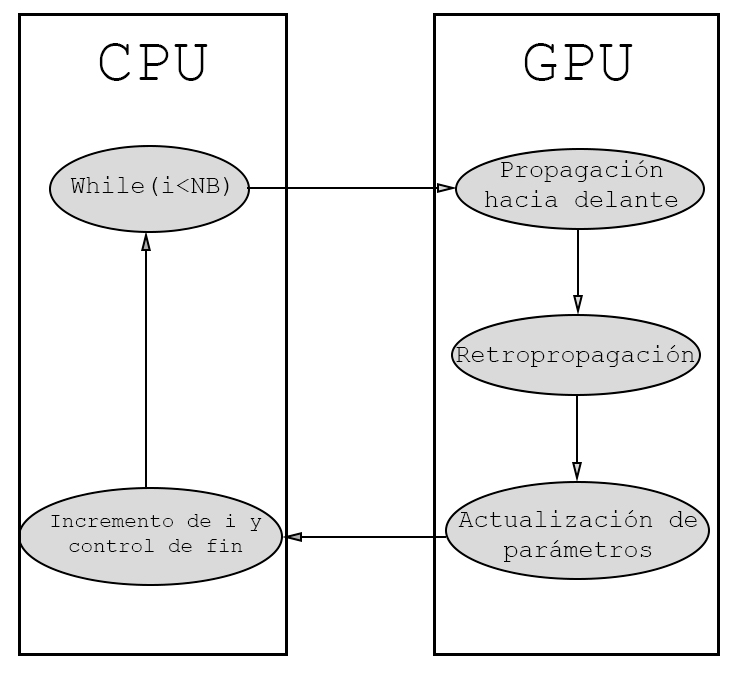 CPU
GPU
While(i<NB)
Propagación
hacia delante
Retropropagación
Actualización de
parámetros
Incremento de i y
control de fin